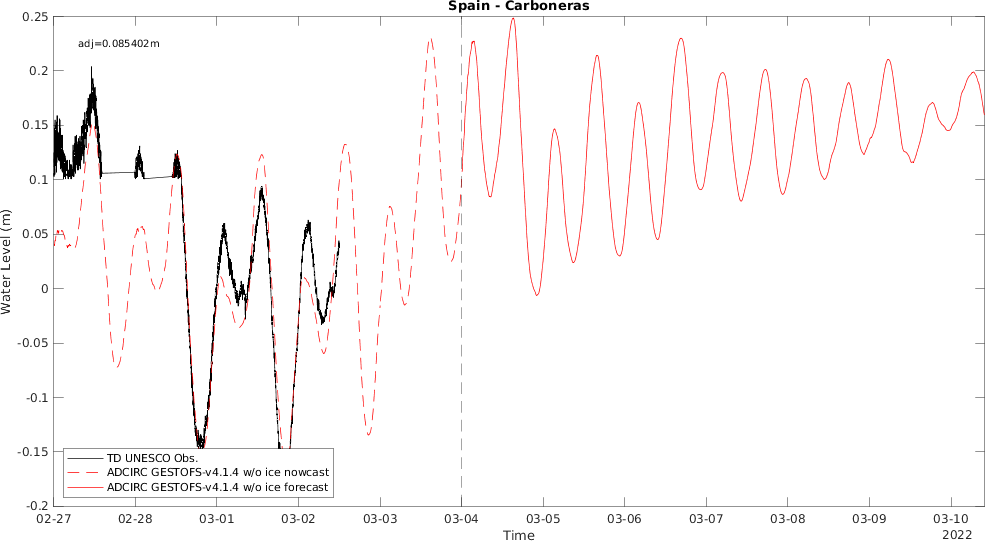 Spain - Carboneras
adj=0.085402m
0.25
0.2
0.15
0.1
0.05
0
-0.05
-0.1
-0.15
-0.2
Water Level (m)
TD UNESCO Obs.
ADCIRC GESTOFS-v4.1.4 w/o ice nowcast
ADCIRC GESTOFS-v4.1.4 w/o ice forecast
02-27 02-28 03-01 03-02 03-03 03-04 03-05 03-06 03-07 03-08 03-09 03-10
Time
2022